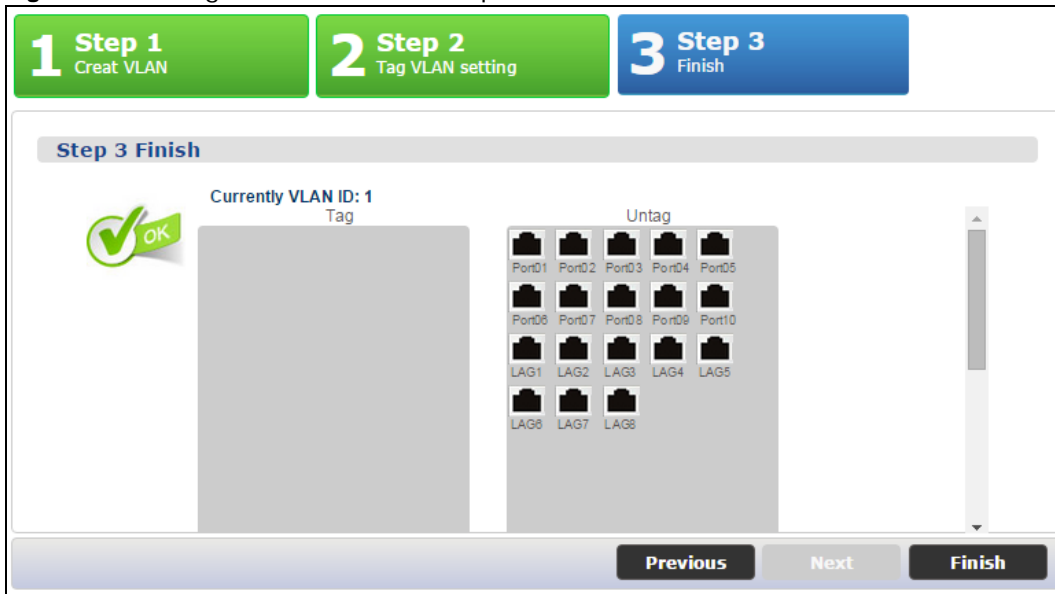 1 Step 1
Creat VLAN
2 Step 2
Tag VLAN setting
3 Step 3
Finish
Step 3 Finish
OK
Currently VLAN ID: 1
Tag
Untag
Port01 Port02 Port03 Port04 Port05
Port06 Port07 Port08 Port09 Port10
LAG1 LAG2 LAG3 LAG4 LAG5
LAG6 LAG7 LAG8
Previous
Next
Finish